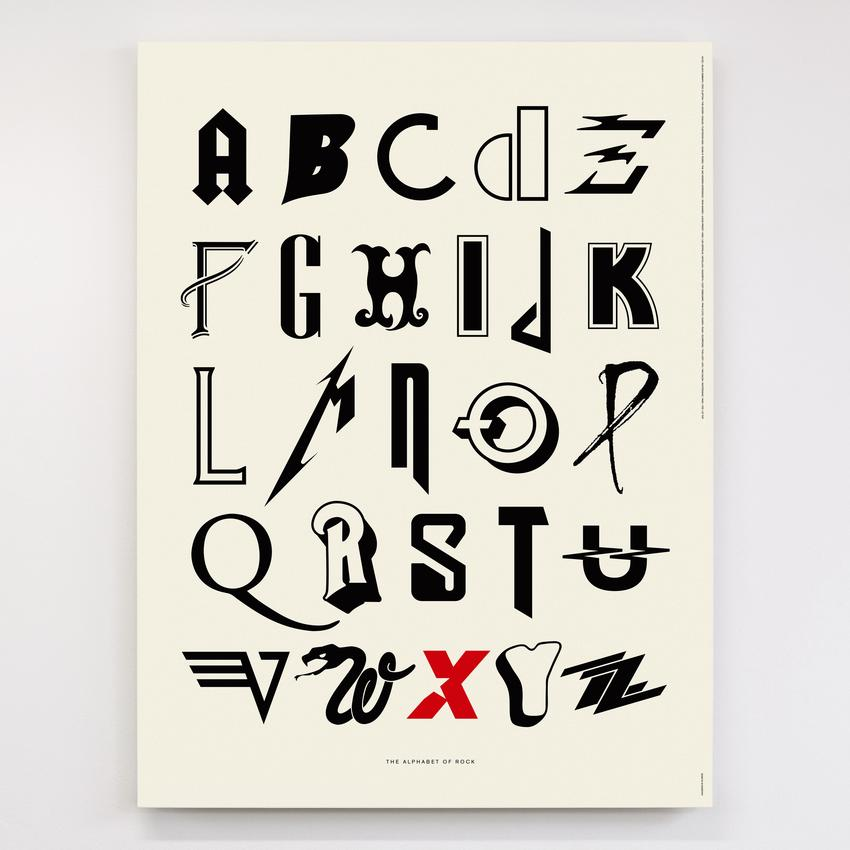 A B C d E
F G H I J K
L M N O P
Q R S T U
V W X Y Z
THE ALPHABET OF ROCK